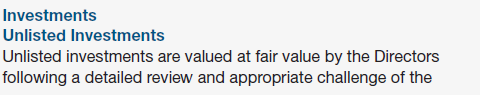 Investments
Unlisted Investments
Unlisted investments are valued at fair value by the Directors
following a detailed review and appropriate challenge of the